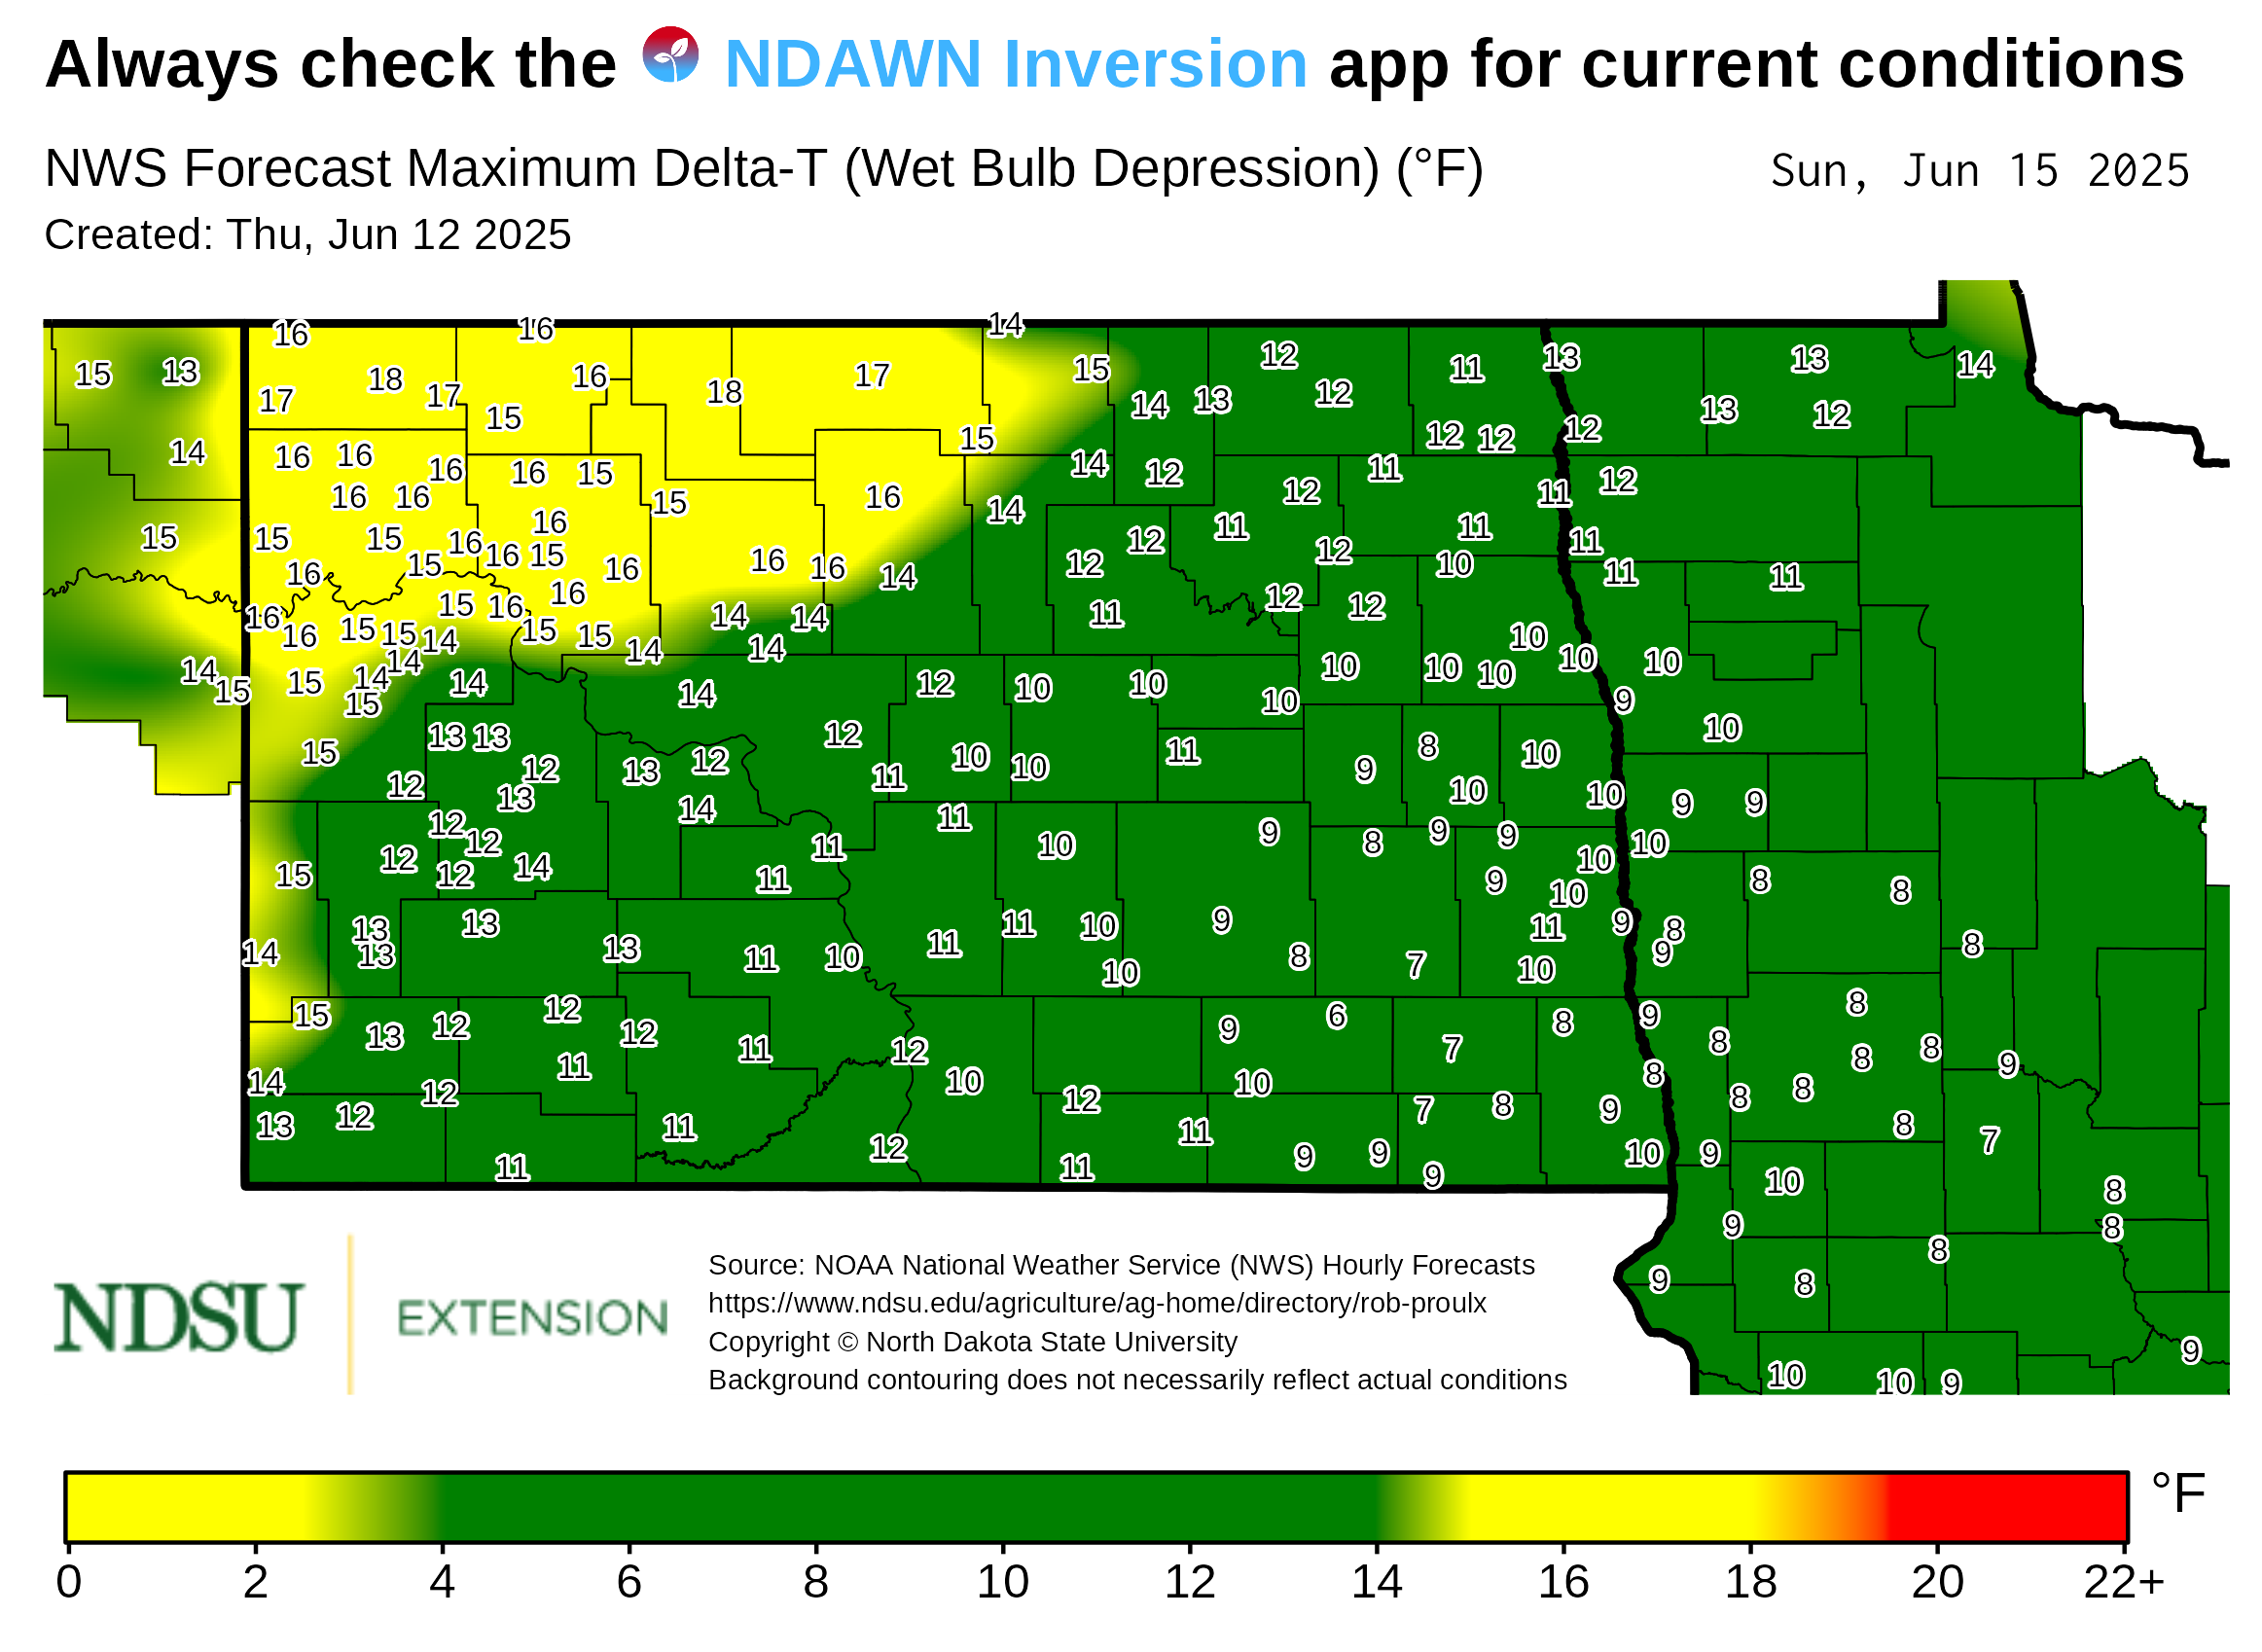 Always check the NDAWN Inversion app for current conditions
NWS Forecast Maximum Delta-T (Wet Bulb Depression) (°F) Sun, Jun 15 2025
Created: Thu, Jun 12 2025
16 16 14
15 13 18 17 16 18 17 15 12 11 13 13 14
17 15 14 13 12 13 12
14 16 16 16 16 15 15 14 12 12 12 12 11
16 16 15 16 14 12 11 12
15 15 15 16 16 16 15 16 16 16 14 12 12 11 12 11 10 11
16 15 15 16 16 14 14 11 12 12 11 11
16 16 15 15 14 15 15 14 14 10 10 10
14 15 15 14 14 15 14 14 12 10 10 10 10 10 10 9
15 13 13 12 13 12 12 11 10 10 11 9 8 10 10
12 13 14 11 10 10 9 9
12 12 12 12 14 11 11 10 9 8 9 9 10 10
15 13 13 9 10 8 8
14 13 13 13 11 10 11 11 10 10 9 8 7 11 10 9 8 9 8
15 13 12 12 12 11 11 12 10 9 6 7 8 9 8 8 8 8 9
14 12 10 8 8 8
13 12 11 12 12 11 11 9 9 7 8 9 9 10 9 8 7
11 10 8
9 8 8
9 8
Source: NOAA National Weather Service (NWS) Hourly Forecasts
https://www.ndsu.edu/agriculture/ag-home/directory/rob-proulx
Copyright © North Dakota State University
Background contouring does not necessarily reflect actual conditions
NDSU EXTENSION
9
10 10 9
°F
0 2 4 6 8 10 12 14 16 18 20 22+